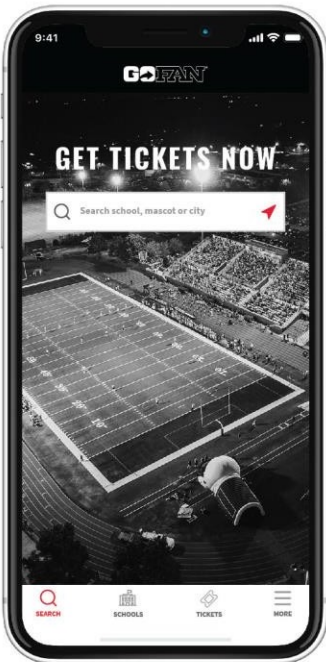 9:41
GOFAN
GET TICKETS NOW
Search school, mascot or city
SEARCH SCHOOLS TICKETS MORE